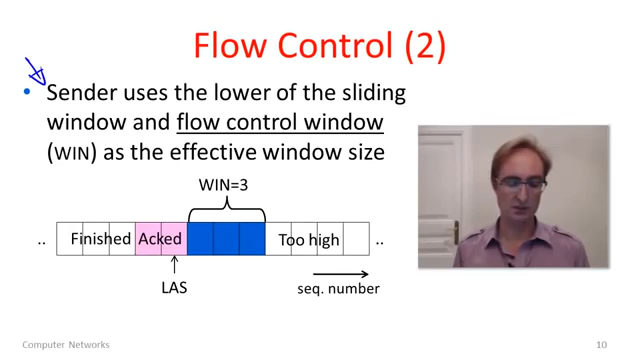 Flow Control (2)
• Sender uses the lower of the sliding
window and flow control window
(WIN) as the effective window size
WIN=3
.. Finished Acked Too high ..
LAS
seq. number
Computer Networks
10